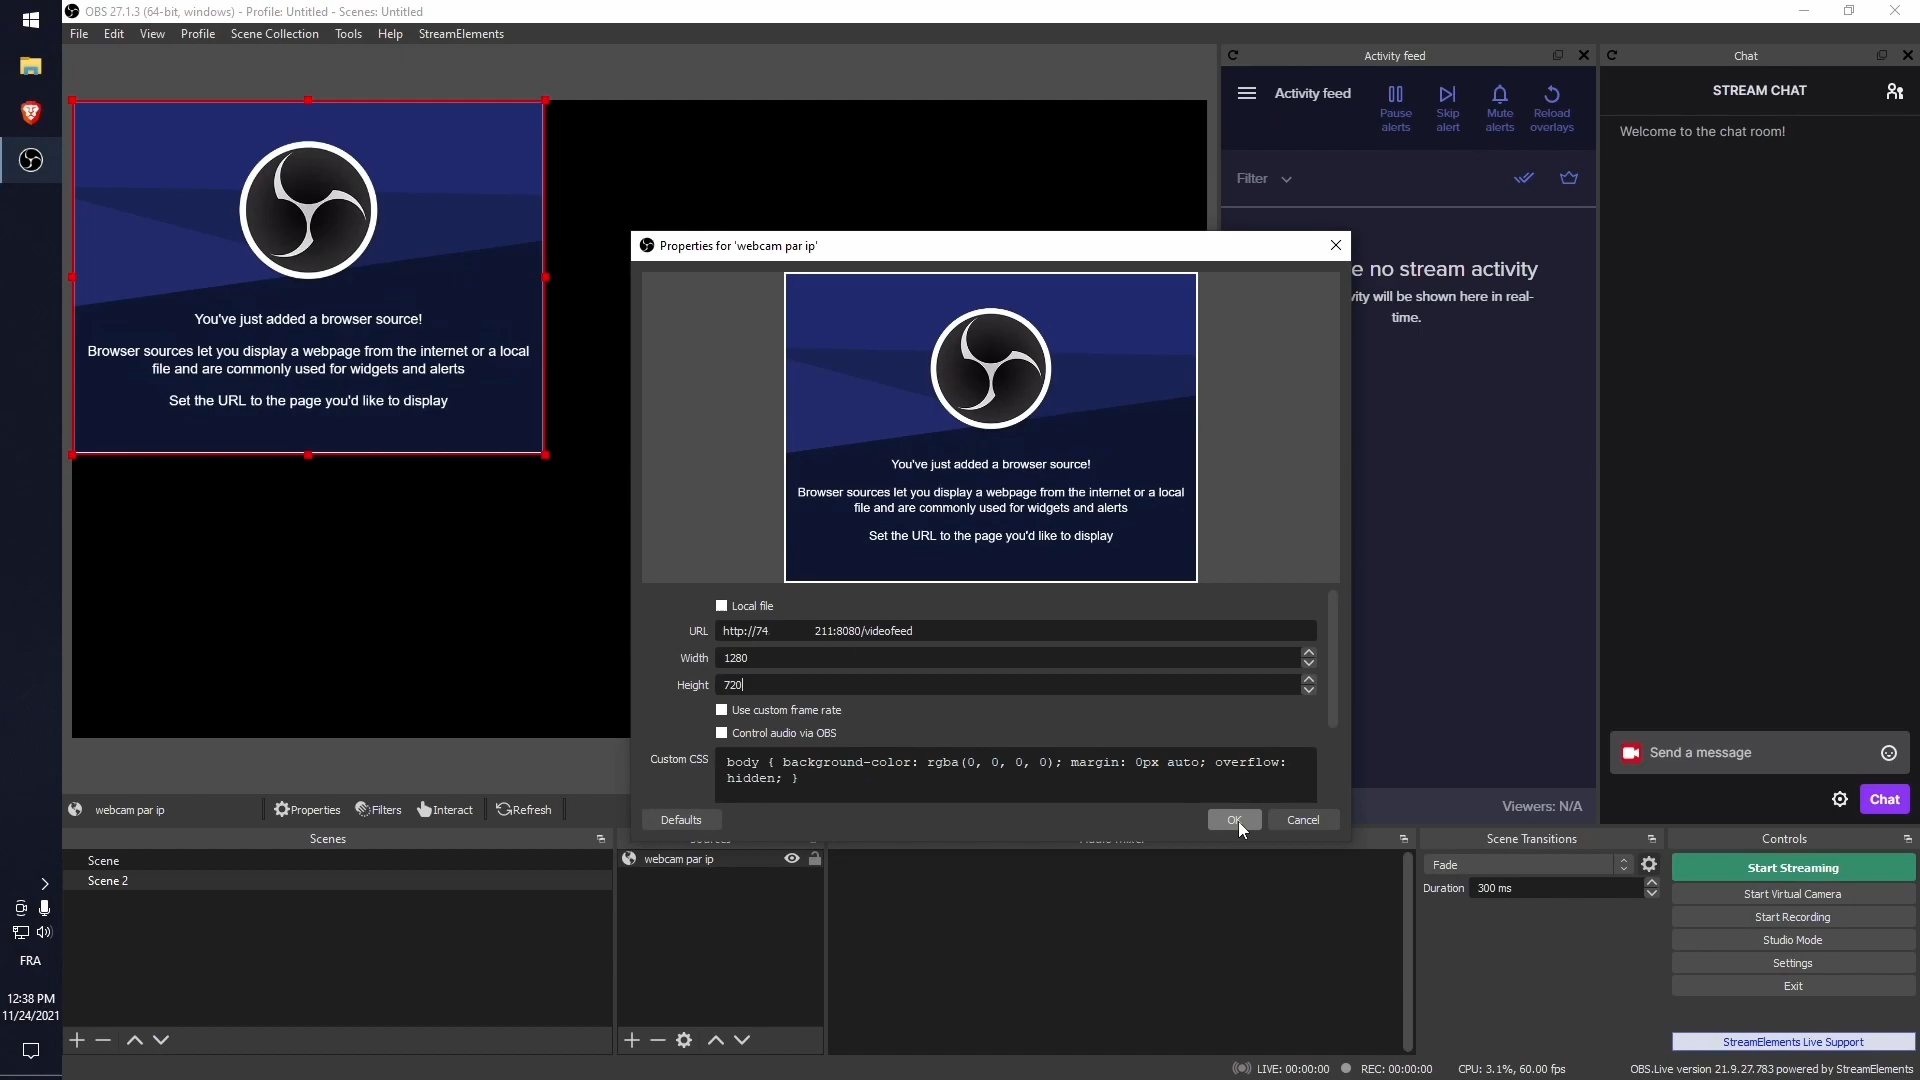 OBS 27.1.3 (64-bit, windows) - Profile: Untitled - Scenes: Untitled
File Edit View Profile Scene Collection Tools Help StreamElements
You've just added a browser source!
Browser sources let you display a webpage from the internet or a local
file and are commonly used for widgets and alerts
Set the URL to the page you'd like to display
Properties for 'webcam par ip'
You've just added a browser source!
Browser sources let you display a webpage from the internet or a local
file and are commonly used for widgets and alerts
Set the URL to the page you'd like to display
Local file
URL http://74. 211:8080/videofeed
Width 1280
Height 720
Use custom frame rate
Control audio via OBS
Custom CSS body { background-color: rgba(0, 0, 0, 0); margin: 0px auto; overflow:
hidden; }
Defaults OK Cancel
Activity feed
Activity feed
Pause
alerts
Skip
alert
Mute
alerts
Reload
overlays
Filter
e no stream activity
vity will be shown here in real-
time.
Viewers: N/A
Chat
STREAM CHAT
Welcome to the chat room!
Send a message
Chat
webcam par ip Properties Filters Interact Refresh
Scenes
Scene
Scene 2
webcam par ip
Scene Transitions
Fade
Duration 300 ms
Controls
Start Streaming
Start Virtual Camera
Start Recording
Studio Mode
Settings
Exit
StreamElements Live Support
FRA
12:38 PM
11/24/2021
LIVE: 00:00:00 REC: 00:00:00 CPU: 3.1%, 60.00 fps OBS.Live version 21.9.27.783 powered by StreamElements